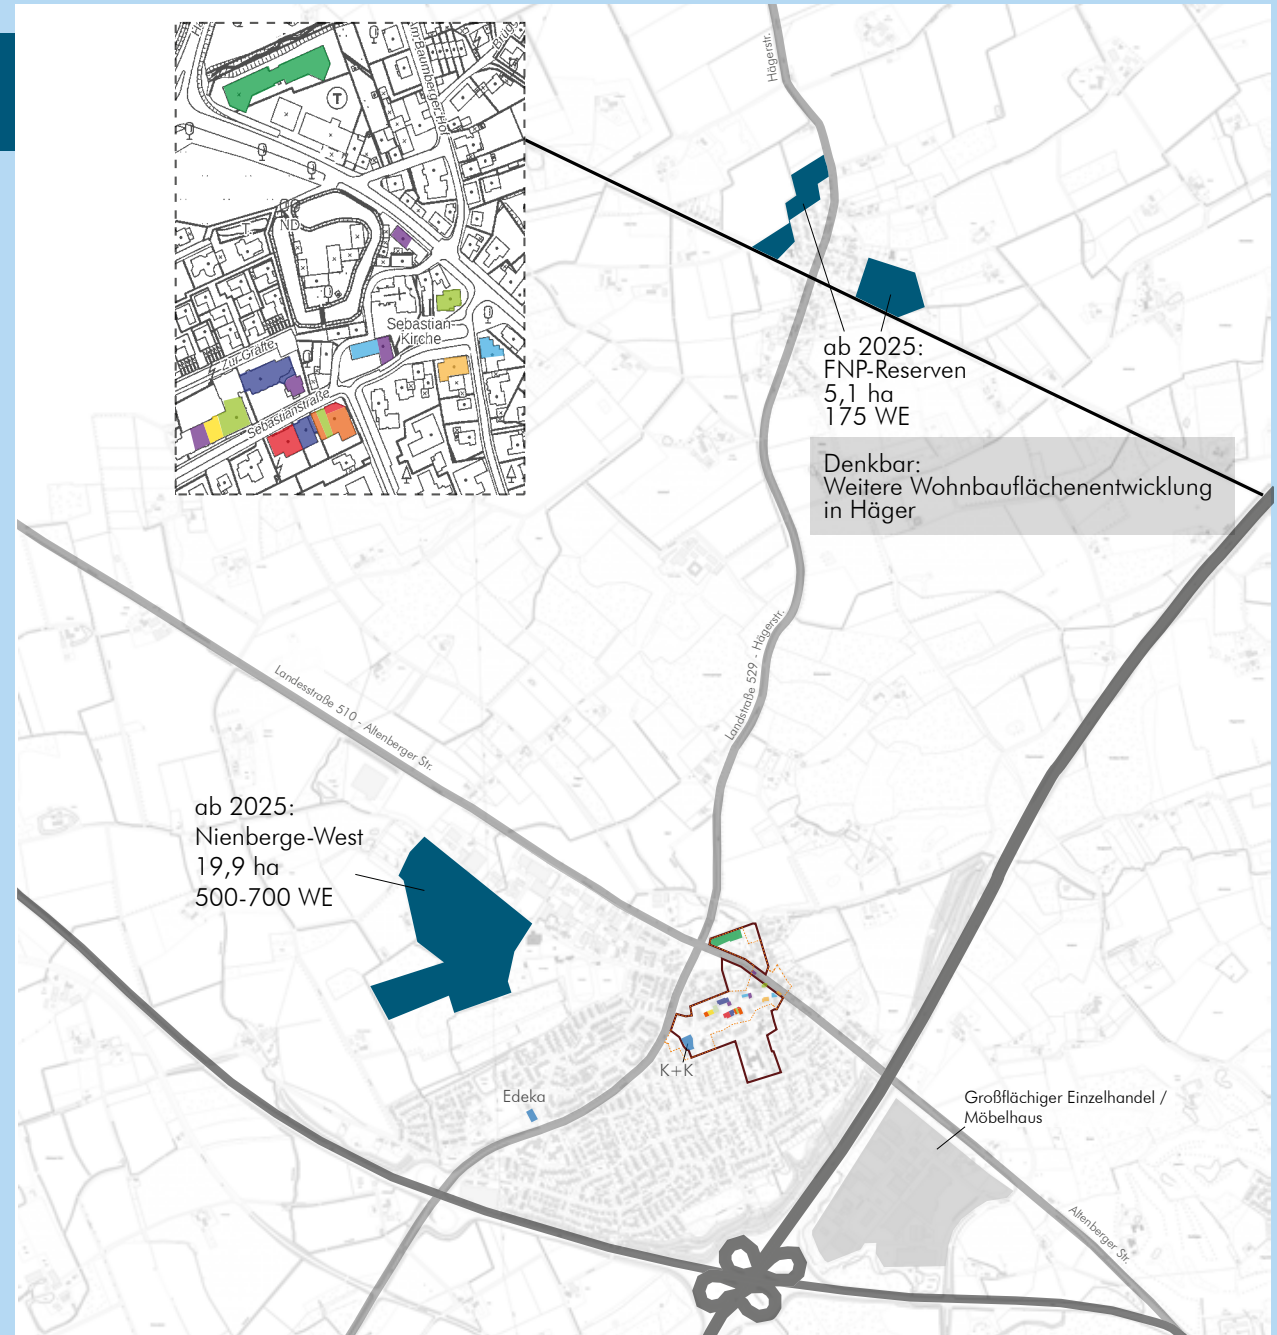 Hägerstr.
T
ND
T.
Sebastian-
Kirche
Zur Gräfte
Sebastianstraße
ab 2025:
FNP-Reserven
5,1 ha
175 WE
Denkbar:
Weitere Wohnbauflächenentwicklung
in Häger
Landesstraße 510 - Altenberger Str.
Landstraße 529 - Hägerstr.
ab 2025:
Nienberge-West
19,9 ha
500-700 WE
K+K
Edeka
Großflächiger Einzelhandel /
Möbelhaus
Altenberger Str.